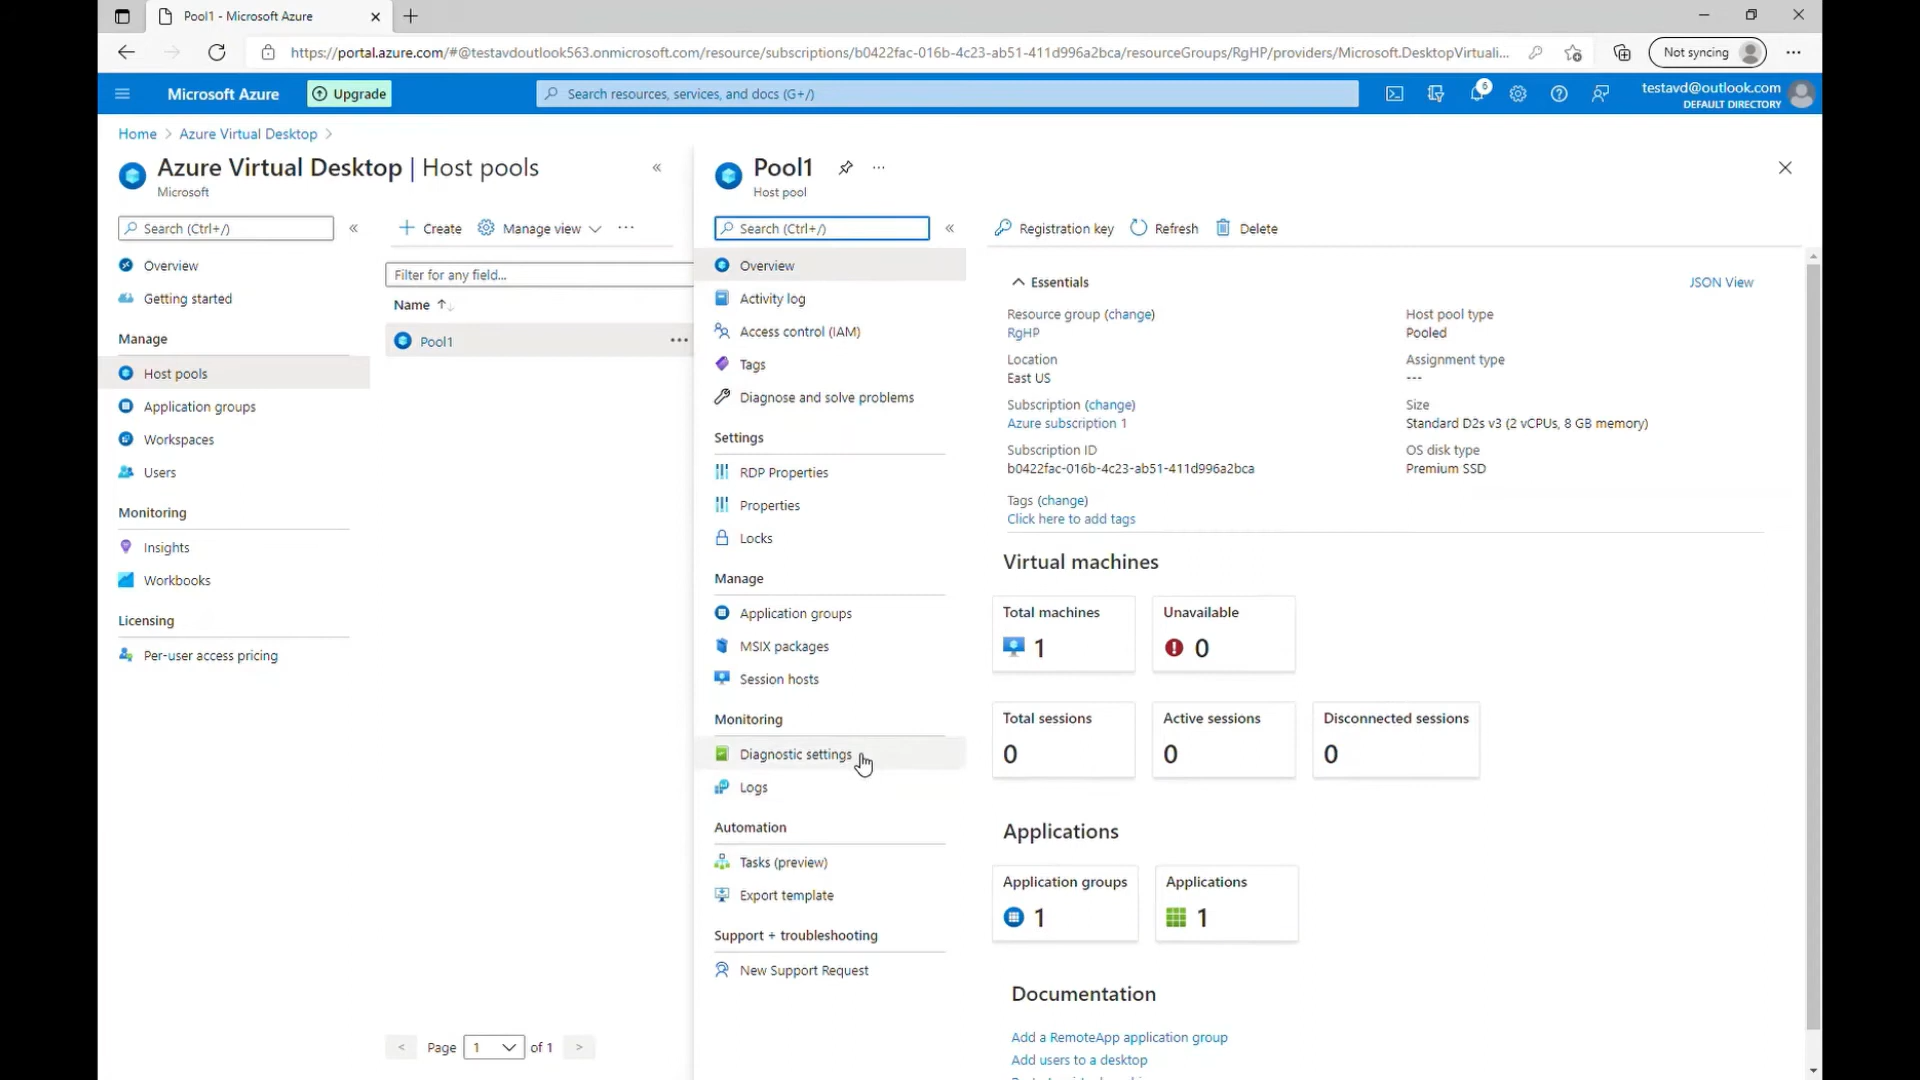 Pool1 - Microsoft Azure
https://portal.azure.com/#@testavdoutlook563.onmicrosoft.com/resource/subscriptions/b0422fac-016b-4c23-ab51-411d996a2bca/resourceGroups/RgHP/providers/Microsoft.DesktopVirtuali...
Not syncing
Microsoft Azure
Upgrade
Search resources, services, and docs (G+/)
6
testavd@outlook.com
DEFAULT DIRECTORY
Home > Azure Virtual Desktop >
Azure Virtual Desktop | Host pools
Microsoft
Search (Ctrl+/)
Overview
Getting started
Manage
Host pools
Application groups
Workspaces
Users
Monitoring
Insights
Workbooks
Licensing
Per-user access pricing
Create
Manage view
Filter for any field...
Name
Pool1
< Page 1 of 1 >
Pool1
Host pool
Search (Ctrl+/)
Overview
Activity log
Access control (IAM)
Tags
Diagnose and solve problems
Settings
RDP Properties
Properties
Locks
Manage
Application groups
MSIX packages
Session hosts
Monitoring
Diagnostic settings
Logs
Automation
Tasks (preview)
Export template
Support + troubleshooting
New Support Request
Registration key
Refresh
Delete
Essentials
JSON View
Resource group (change)
RgHP
Location
East US
Subscription (change)
Azure subscription 1
Subscription ID
b0422fac-016b-4c23-ab51-411d996a2bca
Tags (change)
Click here to add tags
Host pool type
Pooled
Assignment type
---
Size
Standard D2s v3 (2 vCPUs, 8 GB memory)
OS disk type
Premium SSD
Virtual machines
Total machines
1
Unavailable
0
Total sessions
0
Active sessions
0
Disconnected sessions
0
Applications
Application groups
1
Applications
1
Documentation
Add a RemoteApp application group
Add users to a desktop